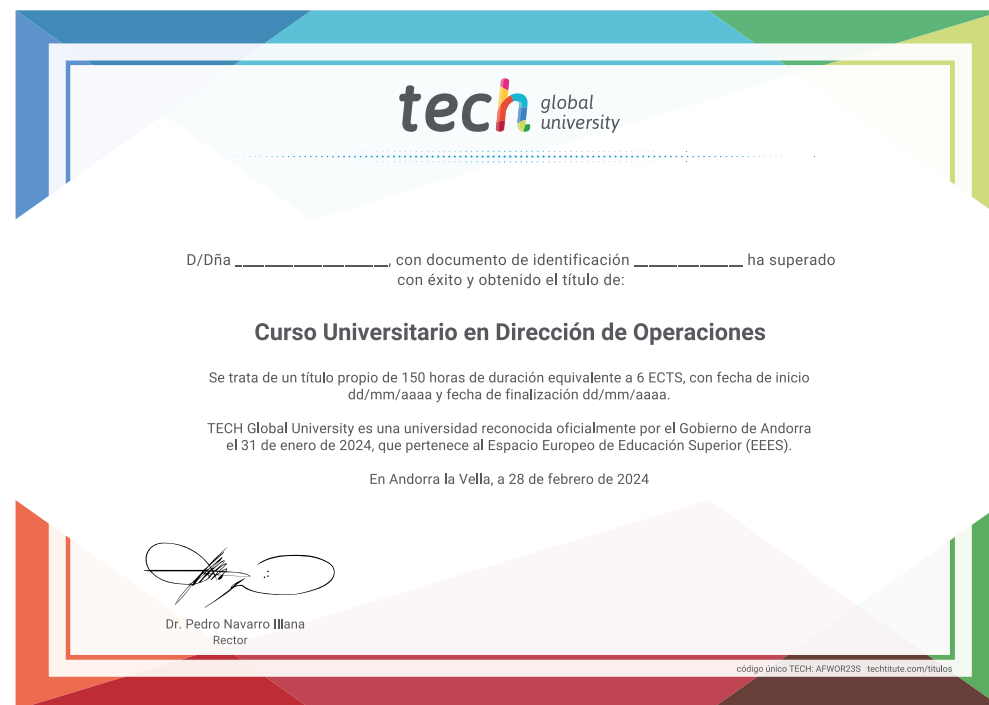 tech global
university
D/Dña ______________________, con documento de identificación ________________ ha superado
con éxito y obtenido el título de:
Curso Universitario en Dirección de Operaciones
Se trata de un título propio de 150 horas de duración equivalente a 6 ECTS, con fecha de inicio
dd/mm/aaaa y fecha de finalización dd/mm/aaaa.
TECH Global University es una universidad reconocida oficialmente por el Gobierno de Andorra
el 31 de enero de 2024, que pertenece al Espacio Europeo de Educación Superior (EEES).
En Andorra la Vella, a 28 de febrero de 2024
Dr. Pedro Navarro Illana
Rector
código único TECH: AFWOR23S techtitute.com/titulos